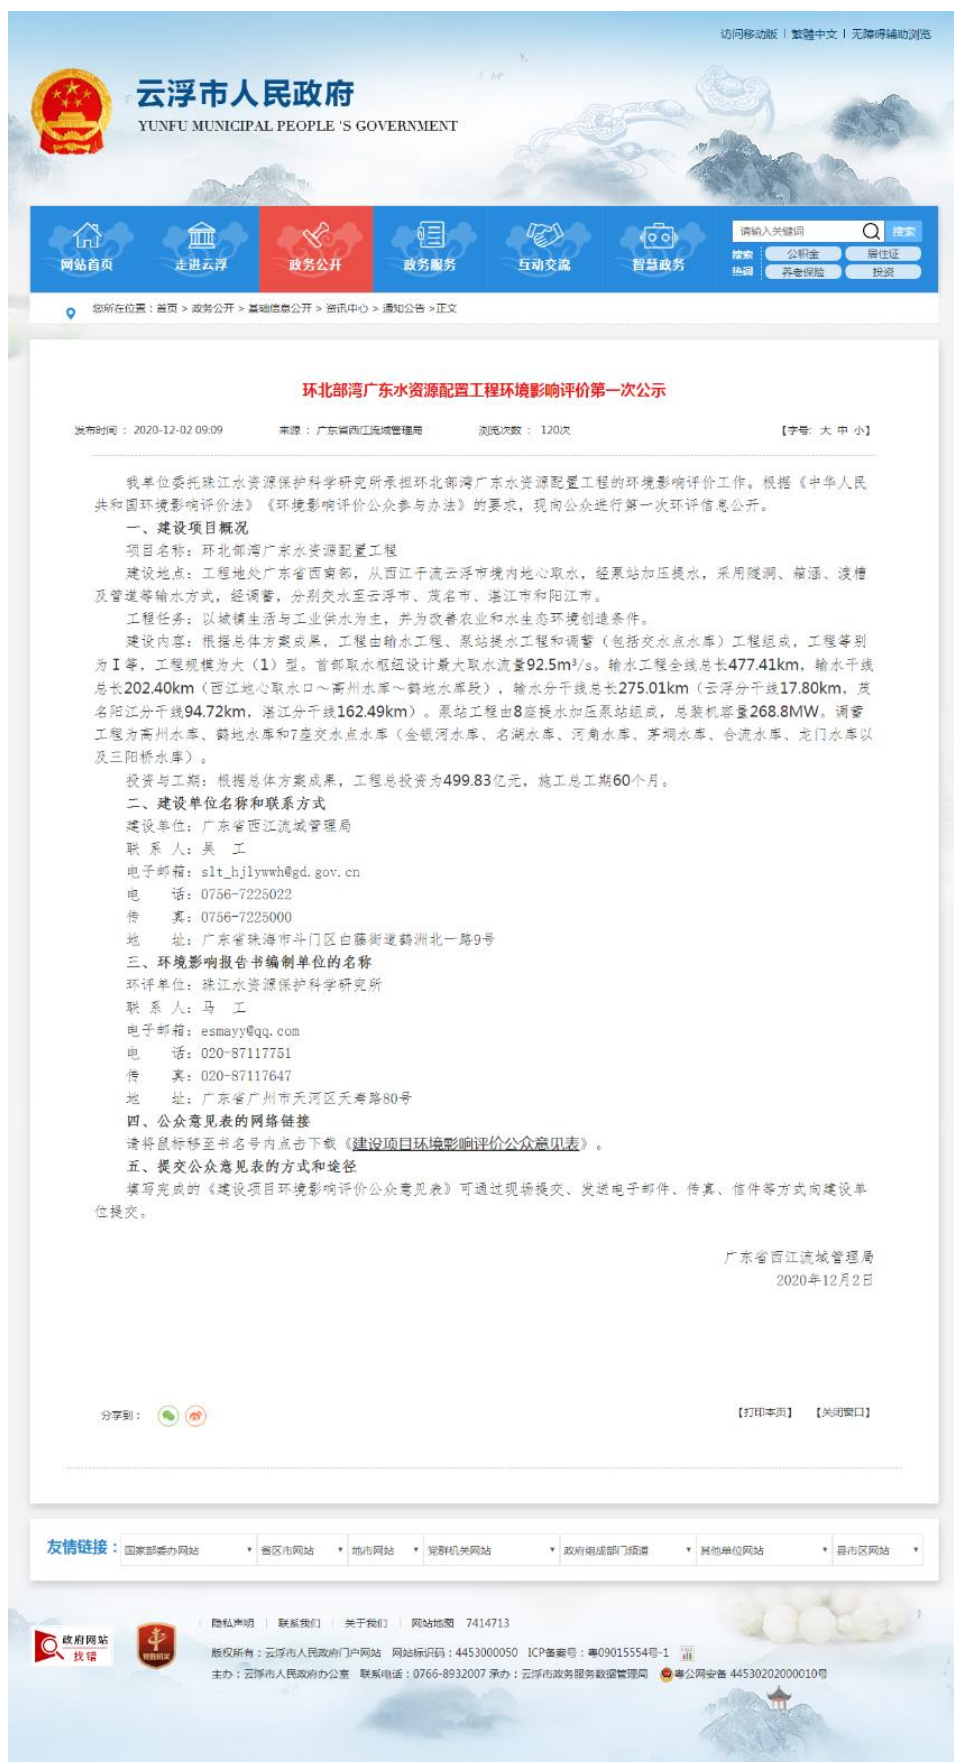 访问移动版 | 繁體中文 | 无障碍辅助浏览
云浮市人民政府
YUNFU MUNICIPAL PEOPLE 'S GOVERNMENT
网站首页 走进云浮 政务公开 政务服务 互动交流 智慧政务
请输入关键词 搜索
搜索热词 公积金 居住证 养老保险 投资
您所在位置：首页 > 政务公开 > 基础信息公开 > 资讯中心 > 通知公告 >正文
环北部湾广东水资源配置工程环境影响评价第一次公示
发布时间 ： 2020-12-02 09:09 来源 ： 广东省西江流域管理局 浏览次数 ： 120次 【字号: 大 中 小】
我单位委托珠江水资源保护科学研究所承担环北部湾广东水资源配置工程的环境影响评价工作。根据《中华人民
共和国环境影响评价法》《环境影响评价公众参与办法》的要求，现向公众进行第一次环评信息公开。
一、建设项目概况
项目名称：环北部湾广东水资源配置工程
建设地点：工程地处广东省西南部，从西江干流云浮市境内地心取水，经泵站加压提水，采用隧洞、箱涵、渡槽
及管道等输水方式，经调蓄，分别交水至云浮市、茂名市、湛江市和阳江市。
工程任务：以城镇生活与工业供水为主，并为改善农业和水生态环境创造条件。
建设内容：根据总体方案成果，工程由输水工程、泵站提水工程和调蓄（包括交水点水库）工程组成，工程等别
为Ⅰ等，工程规模为大（1）型。首部取水枢纽设计最大取水流量92.5m³/s。输水工程全线总长477.41km，输水干线
总长202.40km（西江地心取水口～高州水库～鹤地水库段），输水分干线总长275.01km（云浮分干线17.80km，茂
名阳江分干线94.72km，湛江分干线162.49km）。泵站工程由8座提水加压泵站组成，总装机容量268.8MW。调蓄
工程为高州水库、鹤地水库和7座交水点水库（金银河水库、名湖水库、河角水库、茅垌水库、合流水库、龙门水库以
及三阳桥水库）。
投资与工期：根据总体方案成果，工程总投资为499.83亿元，施工总工期60个月。
二、建设单位名称和联系方式
建设单位：广东省西江流域管理局
联 系 人：吴 工
电子邮箱：slt_hjlywwh@gd.gov.cn
电 话：0756-7225022
传 真：0756-7225000
地 址：广东省珠海市斗门区白藤街道鹤洲北一路9号
三、环境影响报告书编制单位的名称
环评单位：珠江水资源保护科学研究所
联 系 人：马 工
电子邮箱：esmayy@qq.com
电 话：020-87117751
传 真：020-87117647
地 址：广东省广州市天河区天寿路80号
四、公众意见表的网络链接
请将鼠标移至书名号内点击下载《建设项目环境影响评价公众意见表》。
五、提交公众意见表的方式和途径
填写完成的《建设项目环境影响评价公众意见表》可通过现场提交、发送电子邮件、传真、信件等方式向建设单
位提交。
广东省西江流域管理局
2020年12月2日
分享到： 【打印本页】 【关闭窗口】
友情链接： 国家部委办网站 省区市网站 地市网站 党群机关网站 政府组成部门频道 其他单位网站 县市区网站
政府网站
找错
党政机关
隐私声明 | 联系我们 | 关于我们 | 网站地图 7414713
版权所有：云浮市人民政府门户网站 网站标识码：4453000050 ICP备案号：粤09015554号-1
主办：云浮市人民政府办公室 联系电话：0766-8932007 承办：云浮市政务服务数据管理局 粤公网安备 44530202000010号